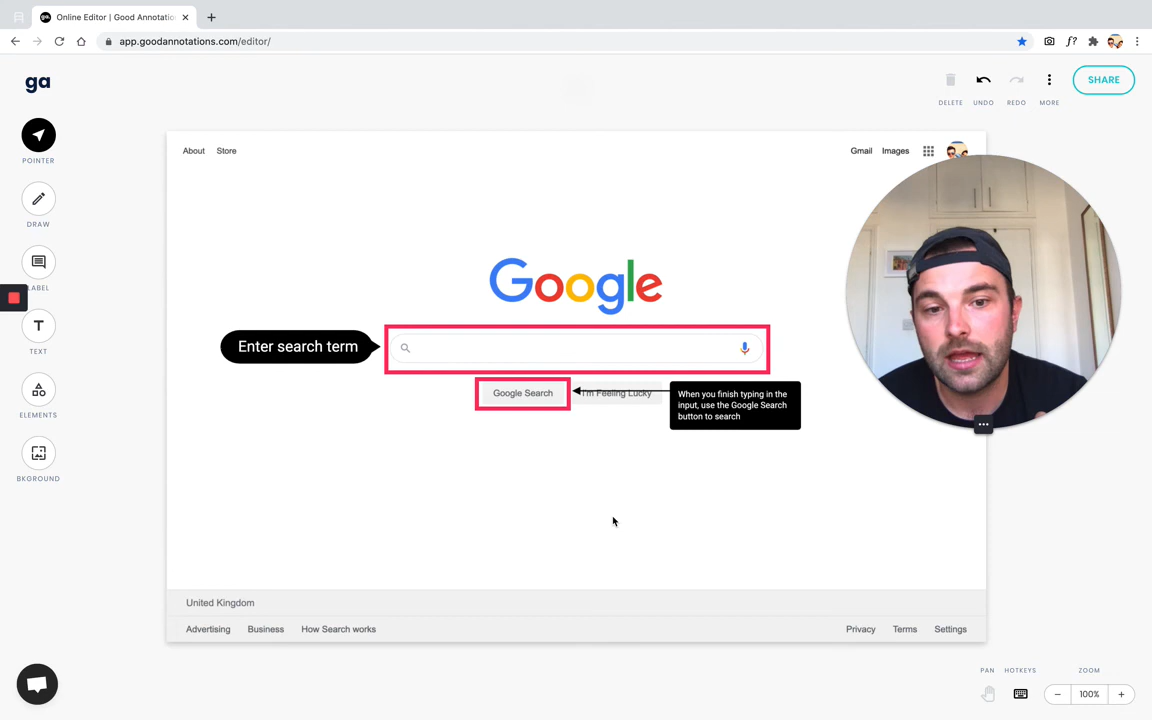 Online Editor | Good Annotation
app.goodannotations.com/editor/
ga
DELETE
UNDO
REDO
MORE
SHARE
POINTER
DRAW
LABEL
TEXT
ELEMENTS
BKGROUND
About
Store
Gmail
Images
Google
Enter search term
Google Search
I'm Feeling Lucky
When you finish typing in the
input, use the Google Search
button to search
United Kingdom
Advertising
Business
How Search works
Privacy
Terms
Settings
PAN
HOTKEYS
ZOOM
100%